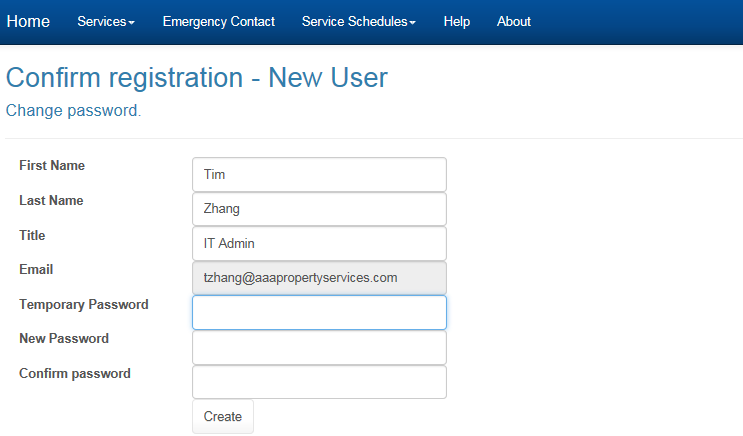 Home Services Emergency Contact Service Schedules Help About
Confirm registration - New User
Change password.
First Name Tim
Last Name Zhang
Title IT Admin
Email tzhang@aaapropertyservices.com
Temporary Password
New Password
Confirm password
Create